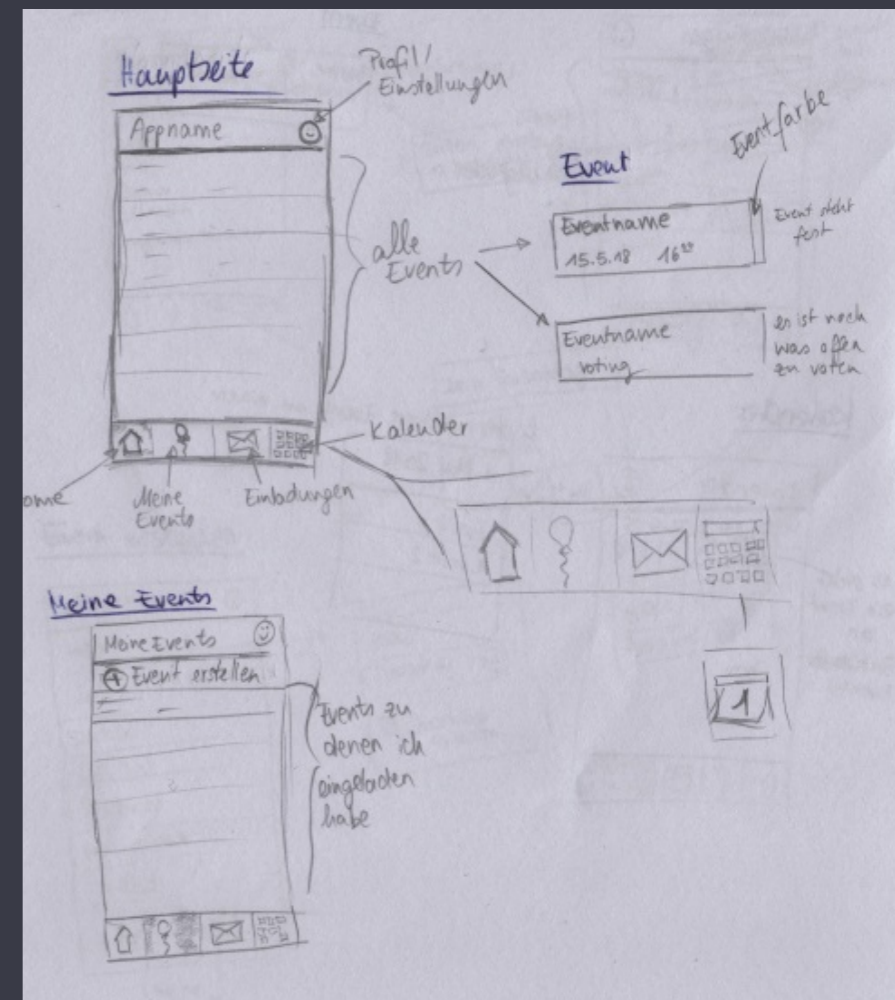 Hauptseite
Profil/
Einstellungen
Appname
alle
Events
Event
Eventfarbe
Eventname
15.5.18 16⁰⁰
Event steht
fest
Eventname
voting
es ist noch
was offen
zu voten
Kalender
ome
Meine
Events
Einladungen
Meine Events
Meine Events
Event erstellen
Events zu
denen ich
eingeladen
habe
1